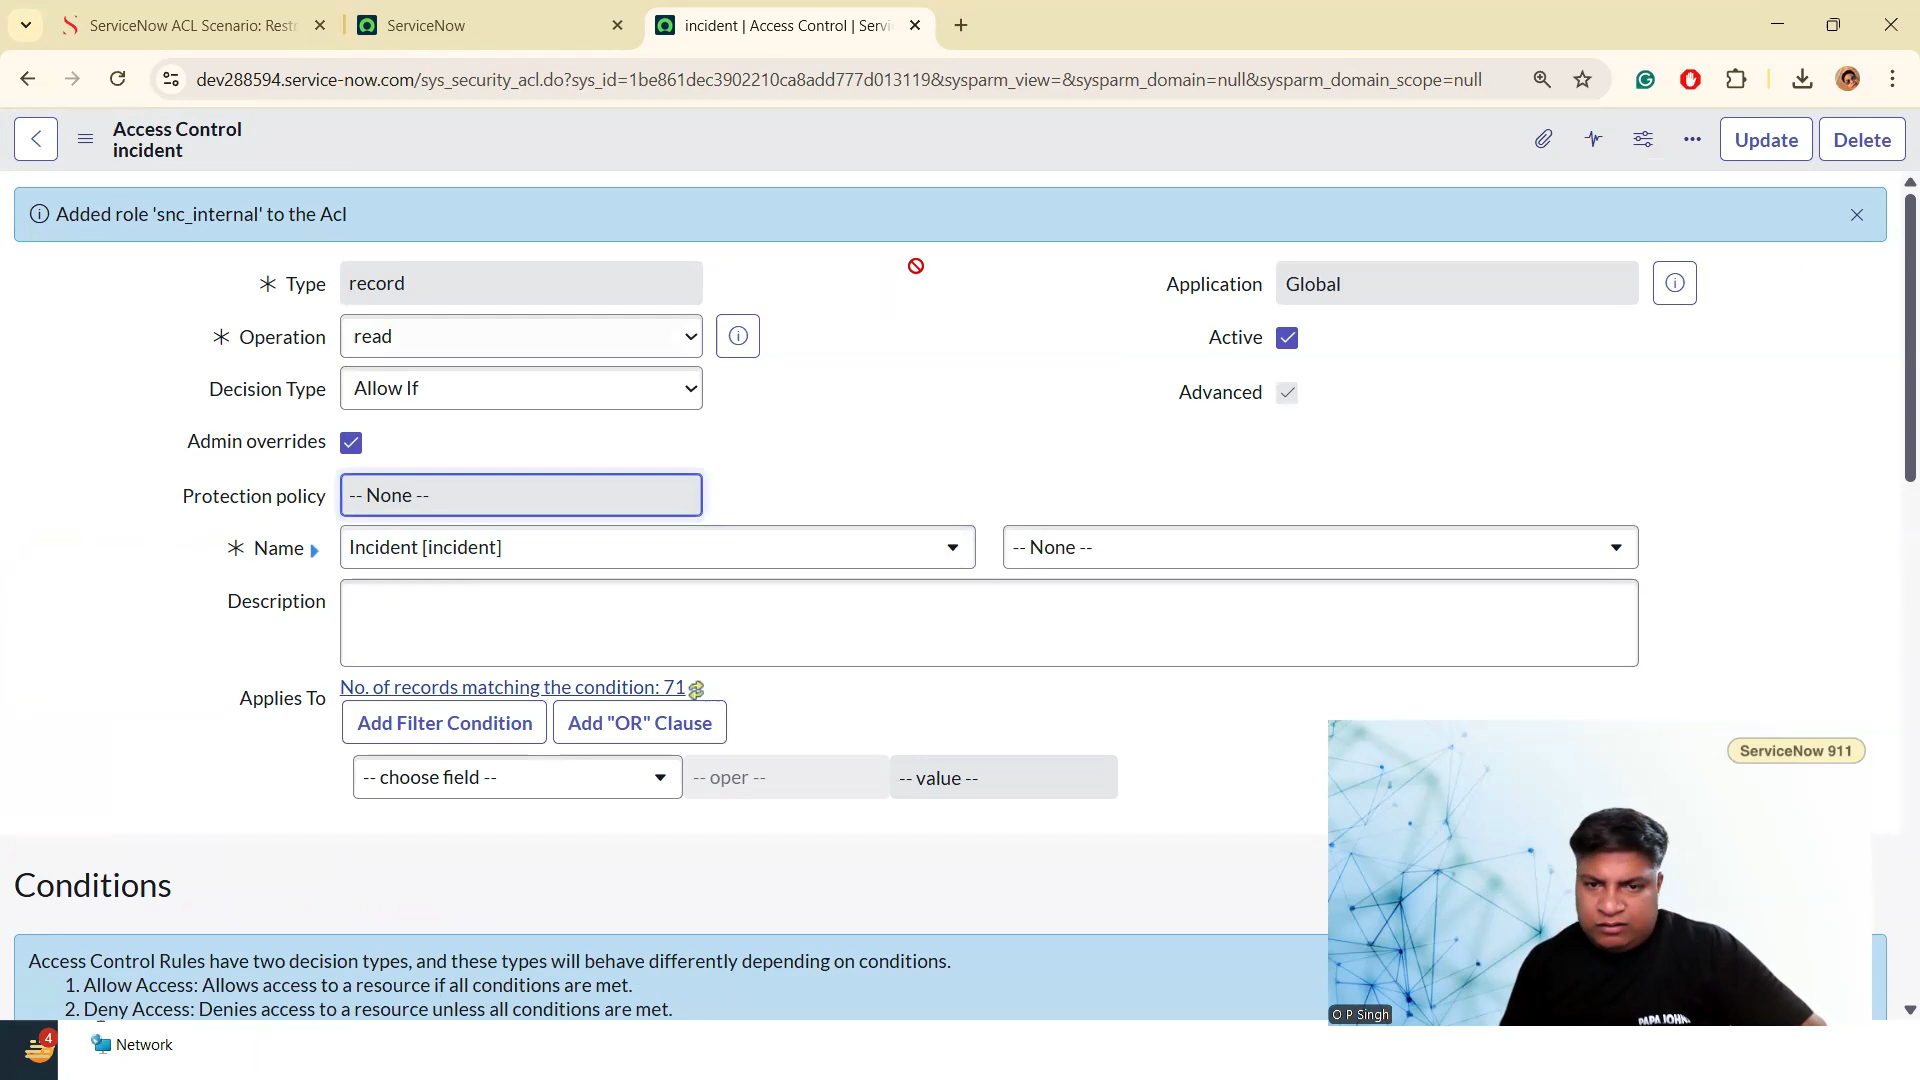 ServiceNow ACL Scenario: Restr
ServiceNow
incident | Access Control | Servi
dev288594.service-now.com/sys_security_acl.do?sys_id=1be861dec3902210ca8add777d013119&sysparm_view=&sysparm_domain=null&sysparm_domain_scope=null
Access Control
incident
Update
Delete
Added role 'snc_internal' to the Acl
Type
record
Application
Global
Operation
read
Active
Decision Type
Allow If
Advanced
Admin overrides
Protection policy
-- None --
Name
Incident [incident]
-- None --
Description
Applies To
No. of records matching the condition: 71
Add Filter Condition
Add "OR" Clause
-- choose field --
-- oper --
-- value --
ServiceNow 911
Conditions
Access Control Rules have two decision types, and these types will behave differently depending on conditions.
1. Allow Access: Allows access to a resource if all conditions are met.
2. Deny Access: Denies access to a resource unless all conditions are met.
O P Singh
PAPA JOHN
4
Network